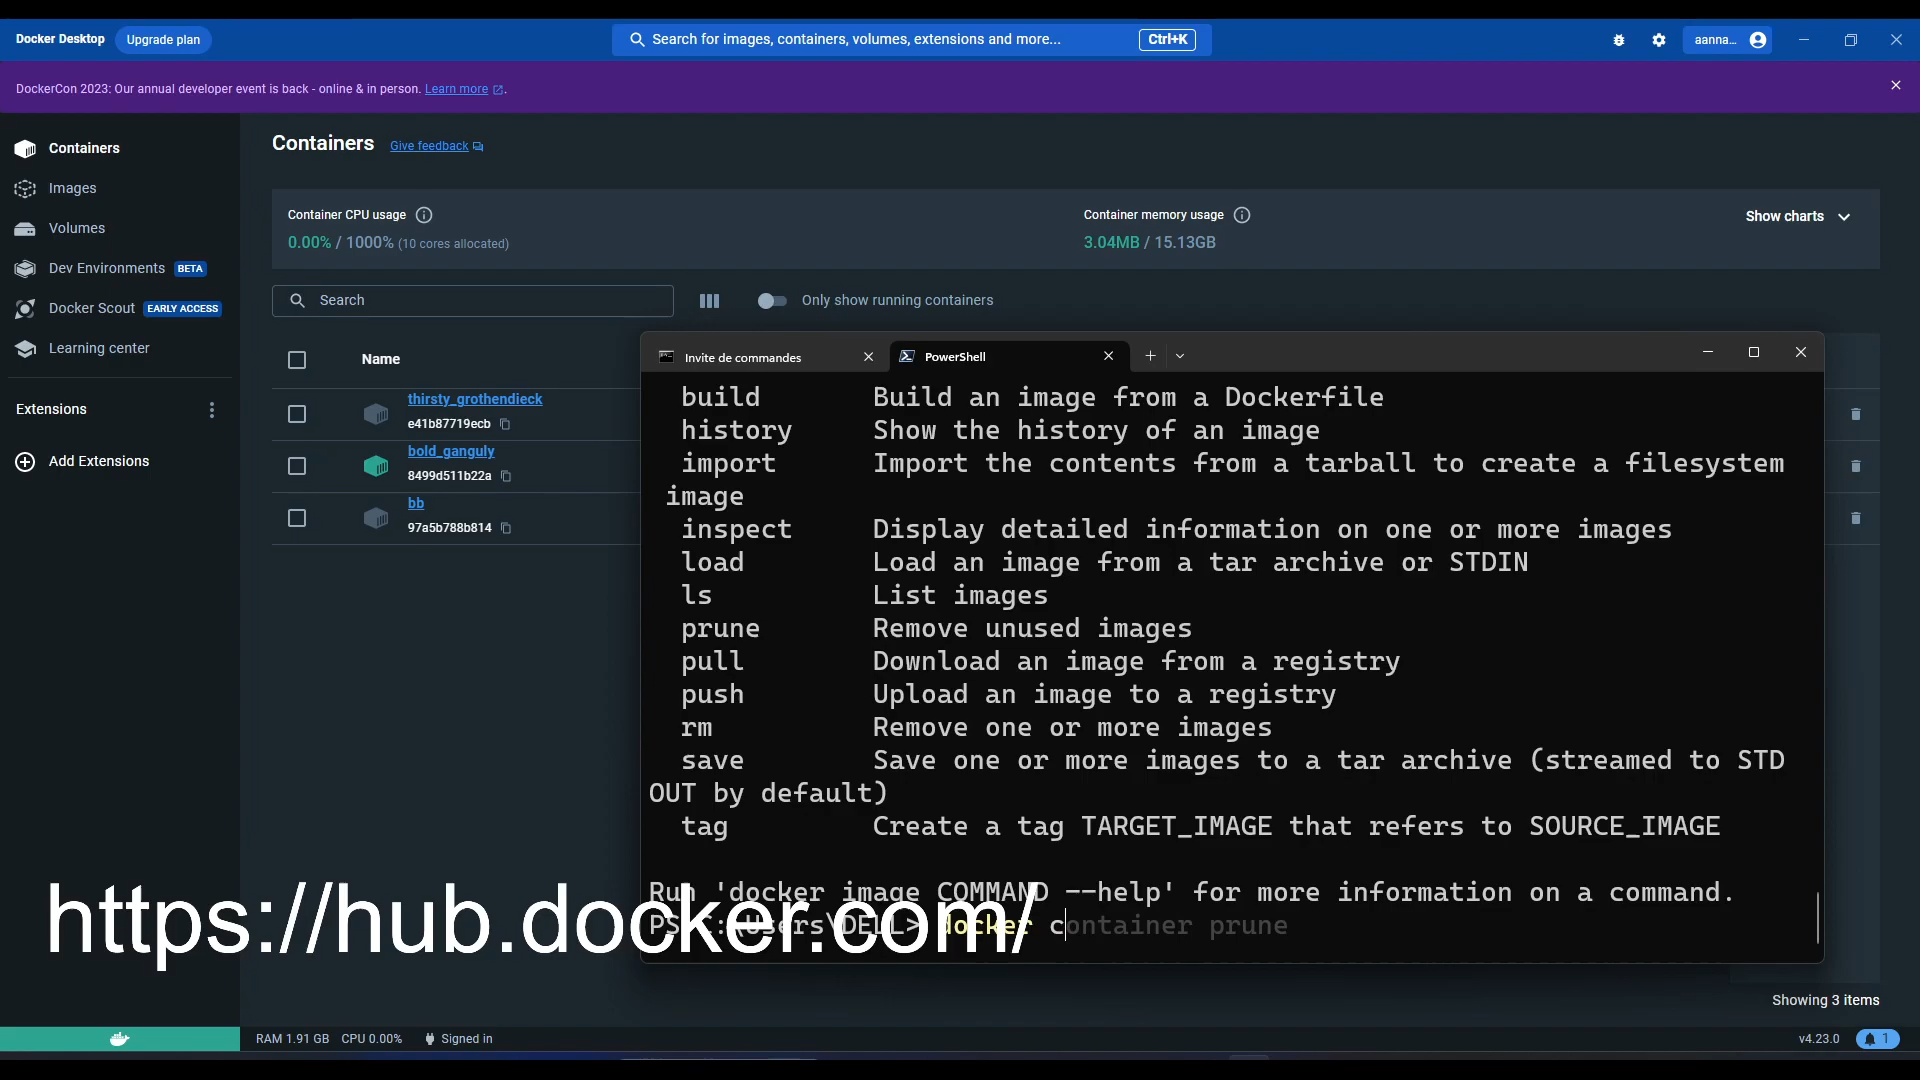 Docker Desktop Upgrade plan Search for images, containers, volumes, extensions and more... Ctrl+K aanna...
DockerCon 2023: Our annual developer event is back - online & in person. Learn more .
Containers
Images
Volumes
Dev Environments BETA
Docker Scout EARLY ACCESS
Learning center
Extensions
Add Extensions
Containers Give feedback
Container CPU usage
0.00% / 1000% (10 cores allocated)
Container memory usage
3.04MB / 15.13GB
Show charts
Search
Only show running containers
Name
thirsty_grothendieck
e41b87719ecb
bold_ganguly
8499d511b22a
bb
97a5b788b814
Invite de commandes
PowerShell
build Build an image from a Dockerfile
history Show the history of an image
import Import the contents from a tarball to create a filesystem
image
inspect Display detailed information on one or more images
load Load an image from a tar archive or STDIN
ls List images
prune Remove unused images
pull Download an image from a registry
push Upload an image to a registry
rm Remove one or more images
save Save one or more images to a tar archive (streamed to STD
OUT by default)
tag Create a tag TARGET_IMAGE that refers to SOURCE_IMAGE
Run 'docker image COMMAND --help' for more information on a command.
PS C:\Users\DELL> docker container prune
https://hub.docker.com/
Showing 3 items
RAM 1.91 GB CPU 0.00% Signed in
v4.23.0 1